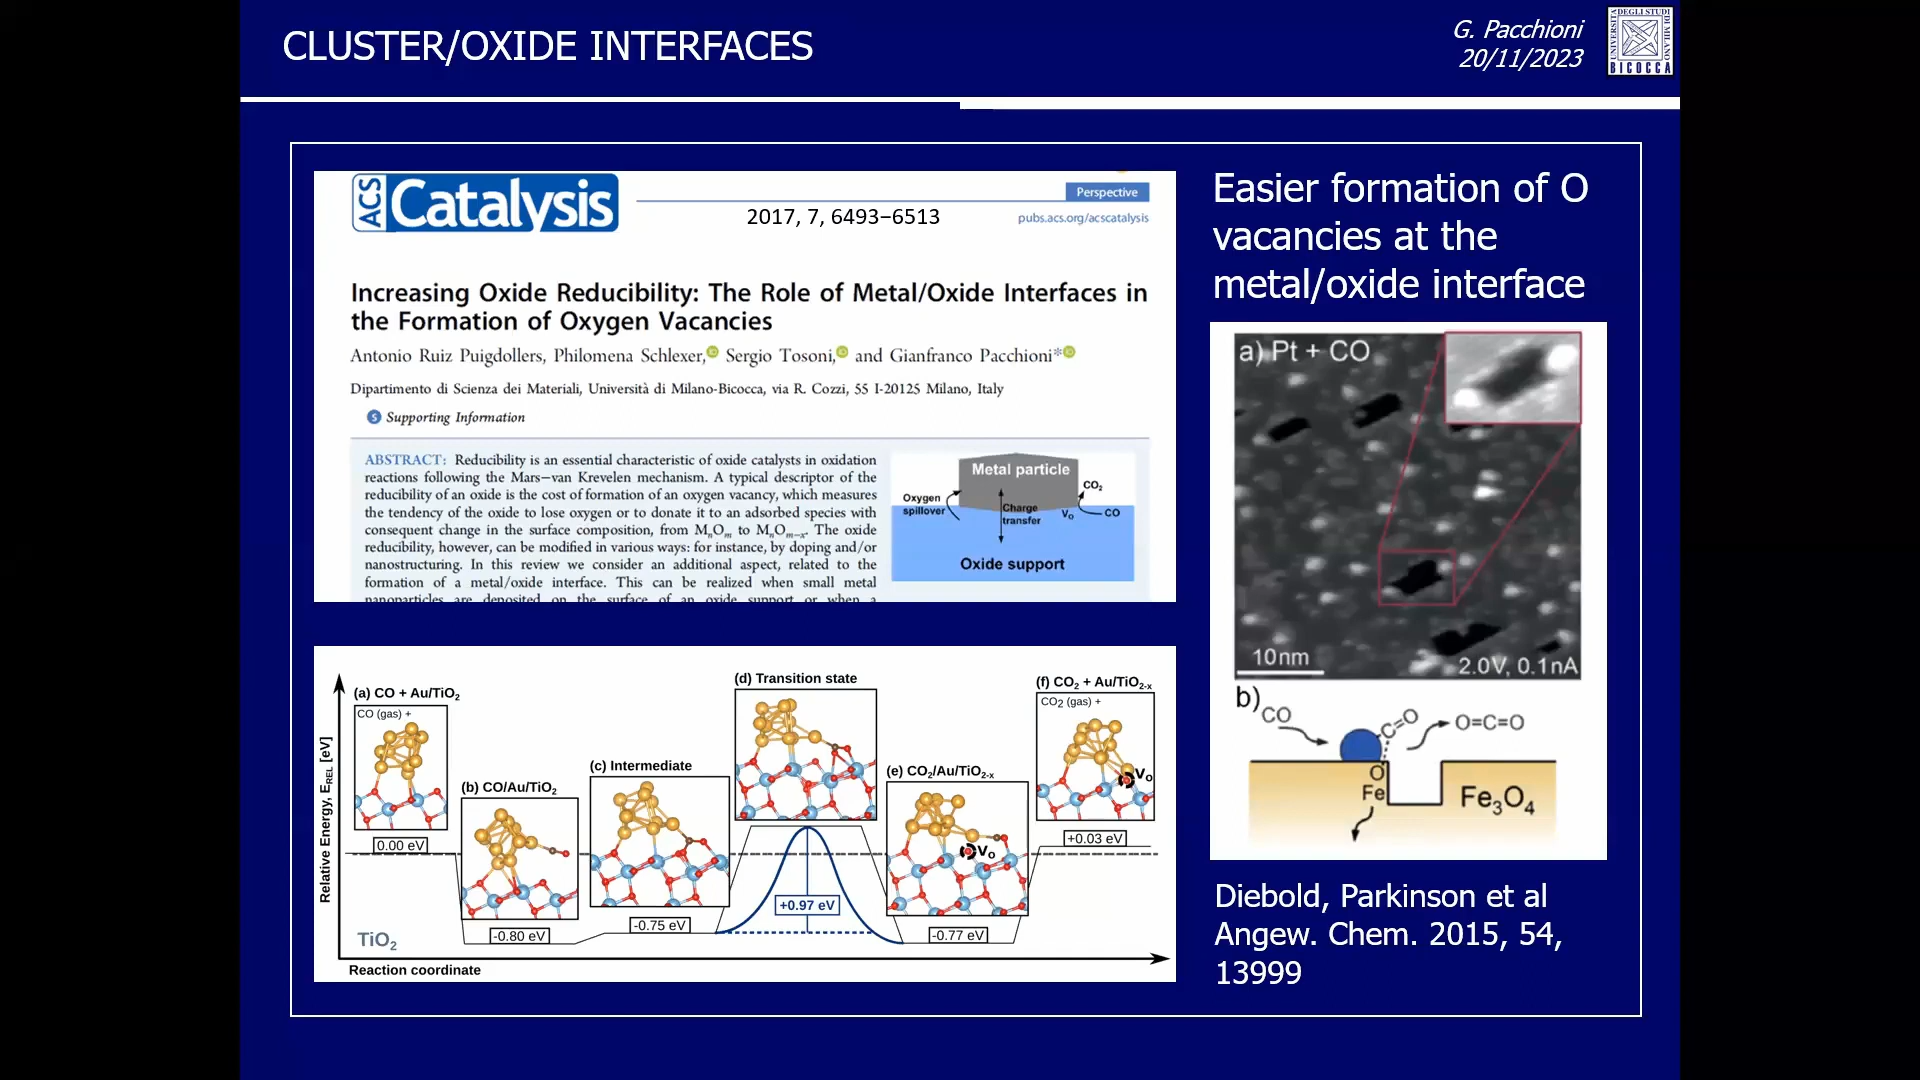 CLUSTER/OXIDE INTERFACES
G. Pacchioni
20/11/2023
UNIVERSITÀ DEGLI STUDI DI MILANO
BICOCCA
ACS Catalysis
Perspective
2017, 7, 6493–6513
pubs.acs.org/acscatalysis
Increasing Oxide Reducibility: The Role of Metal/Oxide Interfaces in
the Formation of Oxygen Vacancies
Antonio Ruiz Puigdollers, Philomena Schlexer, Sergio Tosoni, and Gianfranco Pacchioni*
Dipartimento di Scienza dei Materiali, Università di Milano-Bicocca, via R. Cozzi, 55 I-20125 Milano, Italy
S Supporting Information
ABSTRACT: Reducibility is an essential characteristic of oxide catalysts in oxidation
reactions following the Mars−van Krevelen mechanism. A typical descriptor of the
reducibility of an oxide is the cost of formation of an oxygen vacancy, which measures
the tendency of the oxide to lose oxygen or to donate it to an adsorbed species with
consequent change in the surface composition, from MnOm to MnOm−x. The oxide
reducibility, however, can be modified in various ways: for instance, by doping and/or
nanostructuring. In this review we consider an additional aspect, related to the
formation of a metal/oxide interface. This can be realized when small metal
nanoparticles are deposited on the surface of an oxide support or when a
Metal particle
Oxygen
spillover
Charge
transfer
CO2
VO
CO
Oxide support
Easier formation of O
vacancies at the
metal/oxide interface
a) Pt + CO
10nm
2.0V, 0.1nA
b)
CO
C=O
O=C=O
O
Fe
Fe3O4
Diebold, Parkinson et al
Angew. Chem. 2015, 54,
13999
Relative Energy, EREL [eV]
(a) CO + Au/TiO2
CO (gas) +
0.00 eV
(b) CO/Au/TiO2
-0.80 eV
(c) Intermediate
-0.75 eV
(d) Transition state
+0.97 eV
(e) CO2/Au/TiO2-x
VO
-0.77 eV
(f) CO2 + Au/TiO2-x
CO2 (gas) +
VO
+0.03 eV
TiO2
Reaction coordinate